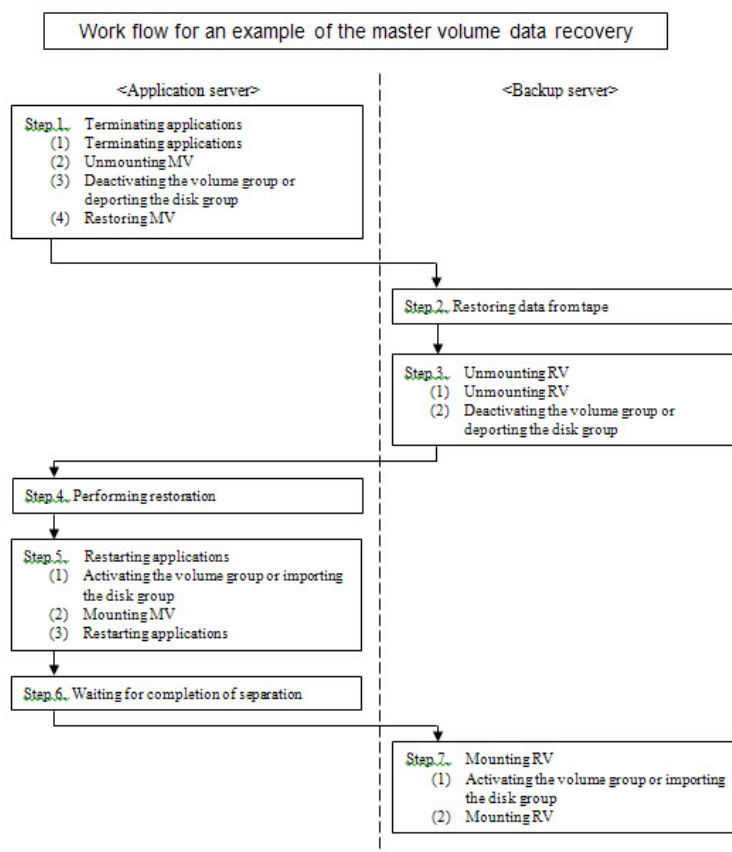 Work flow for an example of the master volume data recovery
<Application server>
<Backup server>
Step.1. Terminating applications
(1) Terminating applications
(2) Unmounting MV
(3) Deactivating the volume group or
deporting the disk group
(4) Restoring MV
Step.2. Restoring data from tape
Step.3. Unmounting RV
(1) Unmounting RV
(2) Deactivating the volume group or
deporting the disk group
Step.4. Performing restoration
Step.5. Restarting applications
(1) Activating the volume group or importing
the disk group
(2) Mounting MV
(3) Restarting applications
Step.6. Waiting for completion of separation
Step.7. Mounting RV
(1) Activating the volume group or importing
the disk group
(2) Mounting RV